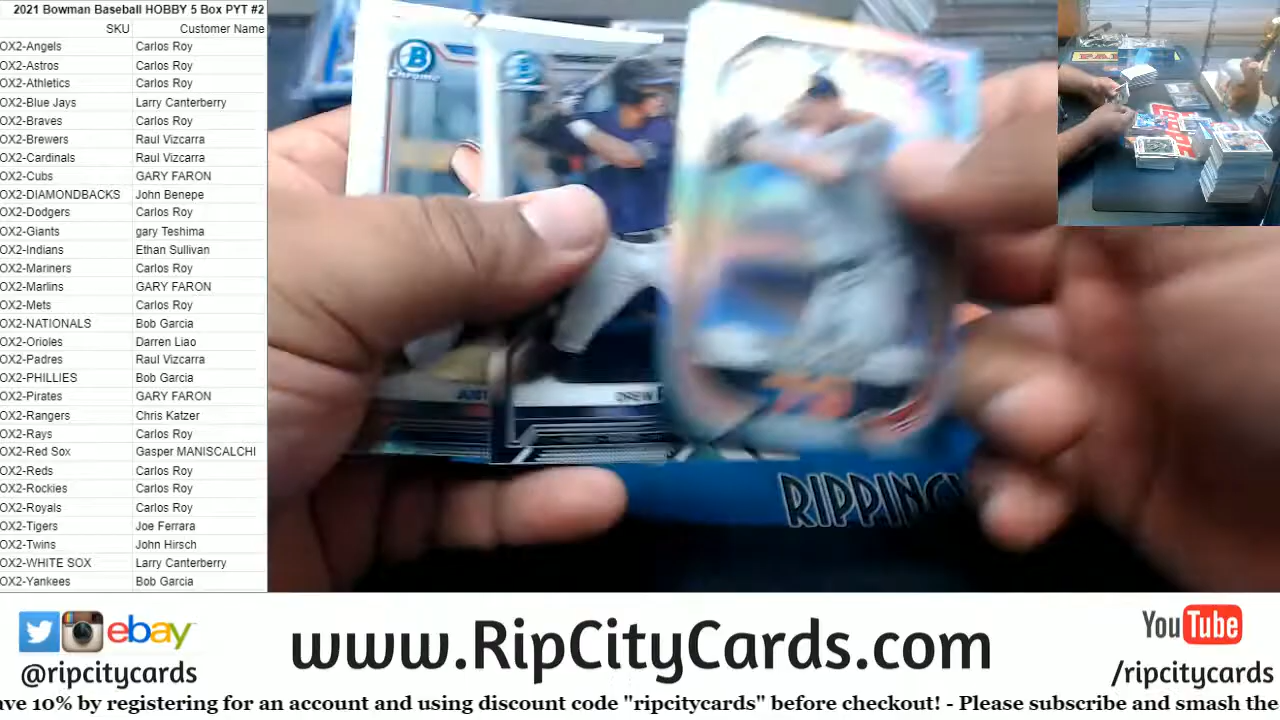 2021 Bowman Baseball HOBBY 5 Box PYT #2
SKU Customer Name
OX2-Angels Carlos Roy
OX2-Astros Carlos Roy
OX2-Athletics Carlos Roy
OX2-Blue Jays Larry Canterberry
OX2-Braves Carlos Roy
OX2-Brewers Raul Vizcarra
OX2-Cardinals Raul Vizcarra
OX2-Cubs GARY FARON
OX2-DIAMONDBACKS John Benepe
OX2-Dodgers Carlos Roy
OX2-Giants gary Teshima
OX2-Indians Ethan Sullivan
OX2-Mariners Carlos Roy
OX2-Marlins GARY FARON
OX2-Mets Carlos Roy
OX2-NATIONALS Bob Garcia
OX2-Orioles Darren Liao
OX2-Padres Raul Vizcarra
OX2-PHILLIES Bob Garcia
OX2-Pirates GARY FARON
OX2-Rangers Chris Katzer
OX2-Rays Carlos Roy
OX2-Red Sox Gasper MANISCALCHI
OX2-Reds Carlos Roy
OX2-Rockies Carlos Roy
OX2-Royals Carlos Roy
OX2-Tigers Joe Ferrara
OX2-Twins John Hirsch
OX2-WHITE SOX Larry Canterberry
OX2-Yankees Bob Garcia
B Chrome
B
DREW
RIPPING
ebay
@ripcitycards
www.RipCityCards.com
YouTube
/ripcitycards
ave 10% by registering for an account and using discount code "ripcitycards" before checkout! - Please subscribe and smash the